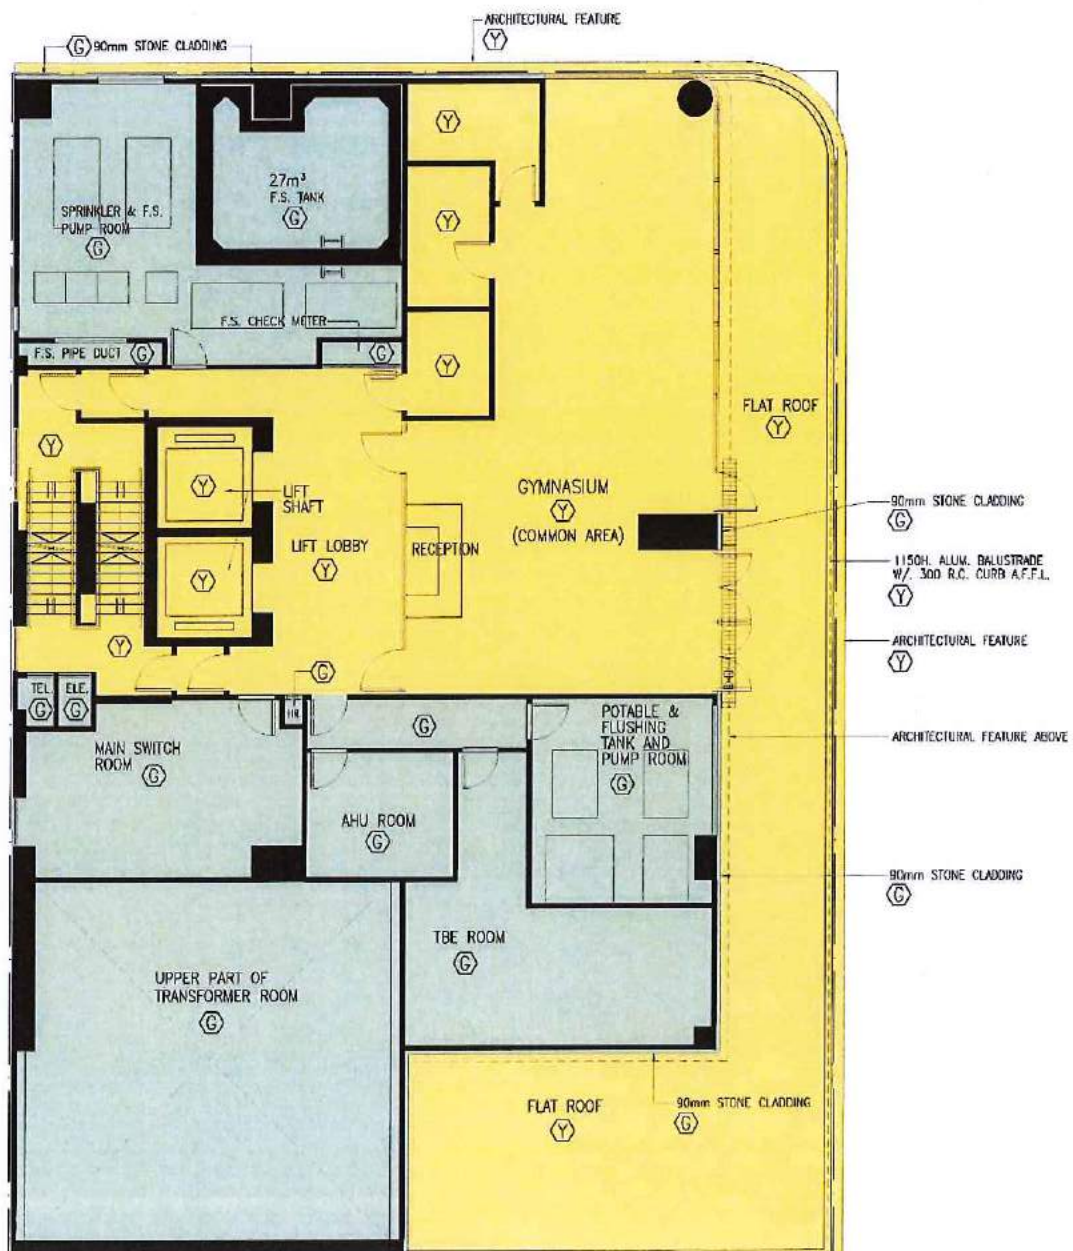 ARCHITECTURAL FEATURE
Y
G 90mm STONE CLADDING
Y
27m³
F.S. TANK
G
SPRINKLER & F.S.
PUMP ROOM
G
Y
F.S. CHECK METER
F.S. PIPE DUCT G
G
Y
FLAT ROOF
Y
Y
Y
LIFT
SHAFT
GYMNASIUM
Y
(COMMON AREA)
90mm STONE CLADDING
G
LIFT LOBBY
Y
RECEPTION
1150H. ALUM. BALUSTRADE
W/. 300 R.C. CURB A.F.F.L.
Y
Y
Y
ARCHITECTURAL FEATURE
Y
G
TEL.
G
ELE.
G
HR
G
POTABLE &
FLUSHING
TANK AND
PUMP ROOM
G
ARCHITECTURAL FEATURE ABOVE
MAIN SWITCH
ROOM
G
AHU ROOM
G
90mm STONE CLADDING
G
TBE ROOM
G
UPPER PART OF
TRANSFORMER ROOM
G
FLAT ROOF
Y
90mm STONE CLADDING
G